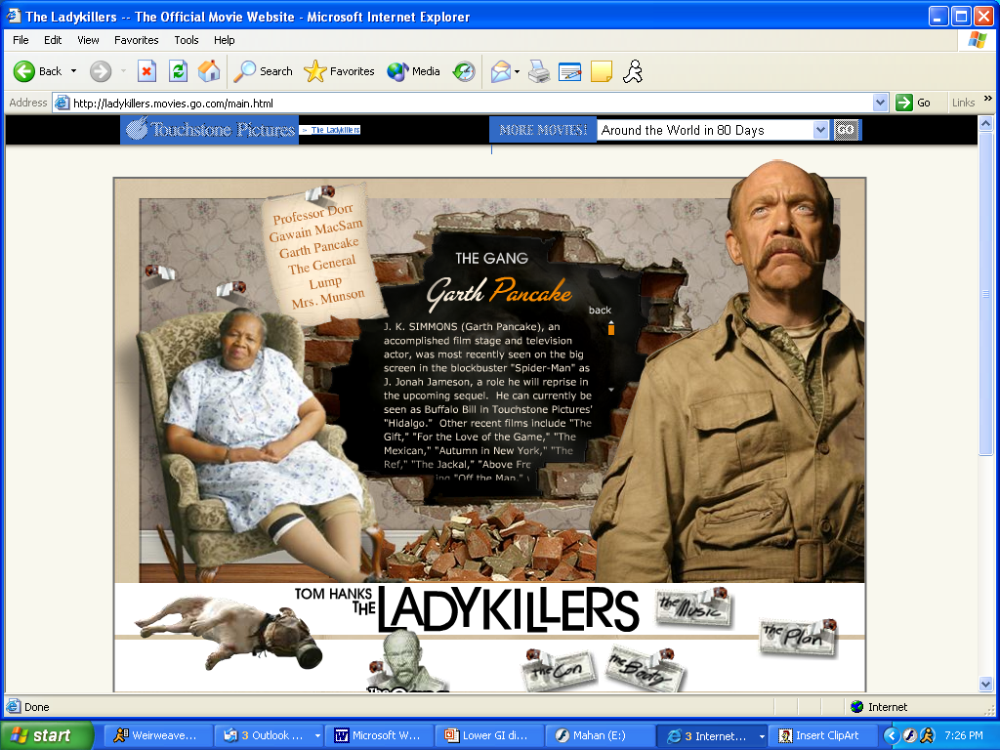 The Ladykillers -- The Official Movie Website - Microsoft Internet Explorer
File Edit View Favorites Tools Help
Back Search Favorites Media
Address http://ladykillers.movies.go.com/main.html Go Links »
Touchstone Pictures > The Ladykillers MORE MOVIES! Around the World in 80 Days GO
Professor Dorr
Gawain MacSam
Garth Pancake
The General
Lump
Mrs. Munson
THE GANG
Garth Pancake
back
J. K. SIMMONS (Garth Pancake), an
accomplished film stage and television
actor, was most recently seen on the big
screen in the blockbuster "Spider-Man" as
J. Jonah Jameson, a role he will reprise in
the upcoming sequel. He can currently be
seen as Buffalo Bill in Touchstone Pictures'
"Hidalgo." Other recent films include "The
Gift," "For the Love of the Game," "The
Mexican," "Autumn in New York," "The
Ref," "The Jackal," "Above Fre
ing "Off the Map,"
TOM HANKS
THE LADYKILLERS
the Music
the Plan
the Con
the Booty
Done Internet
start Weirweave... 3 Outlook ... Microsoft W... Lower GI di... Mahan (E:) 3 Internet... Insert ClipArt 7:26 PM